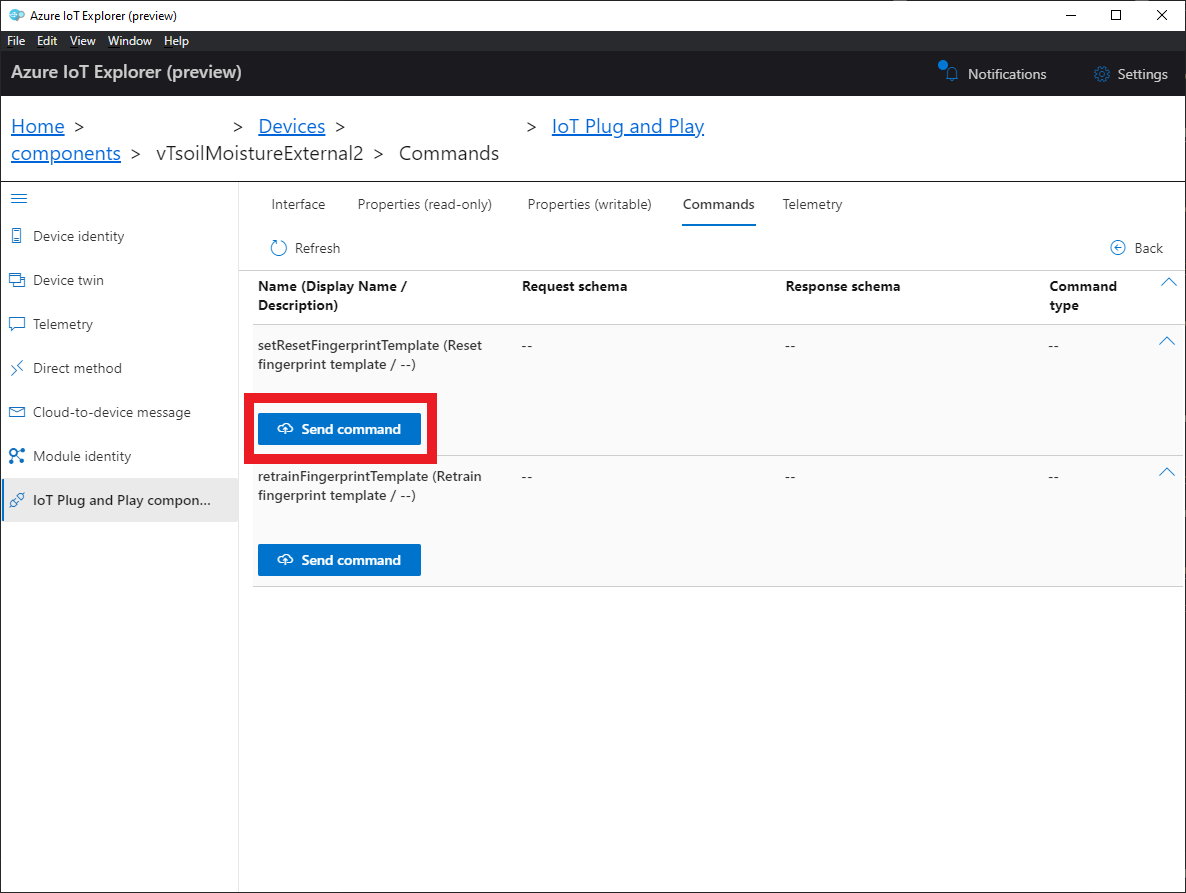 Azure IoT Explorer (preview)
File Edit View Window Help
Azure IoT Explorer (preview)
Notifications
Settings
Home > > Devices > > IoT Plug and Play
components > vTsoilMoistureExternal2 > Commands
Device identity
Device twin
Telemetry
Direct method
Cloud-to-device message
Module identity
IoT Plug and Play compon...
Interface Properties (read-only) Properties (writable) Commands Telemetry
Refresh
Back
Name (Display Name / Request schema Response schema Command
Description) type
setResetFingerprintTemplate (Reset -- -- --
fingerprint template / --)
Send command
retrainFingerprintTemplate (Retrain -- -- --
fingerprint template / --)
Send command